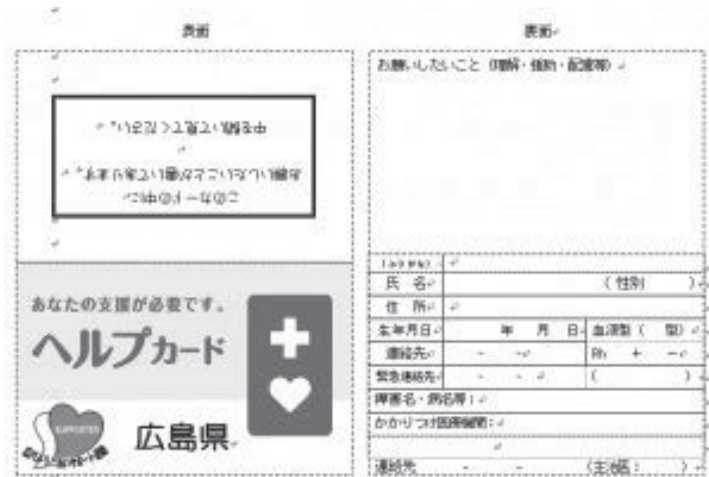 表面
このカードの中に
お願いしたいことが書いてあります。
中を開いて見てください。
あなたの支援が必要です。
ヘルプカード
SUPPORTER
広島県
裏面
お願いしたいこと（理解・援助・配慮等）
（ふりがな）
氏 名 （性別 ）
住 所
生年月日 年 月 日 血液型（ 型）
連絡先 - - Rh + -
緊急連絡先 - - （ ）
障害名・病名等：
かかりつけ医療機関：
連絡先 - - （主治医： ）